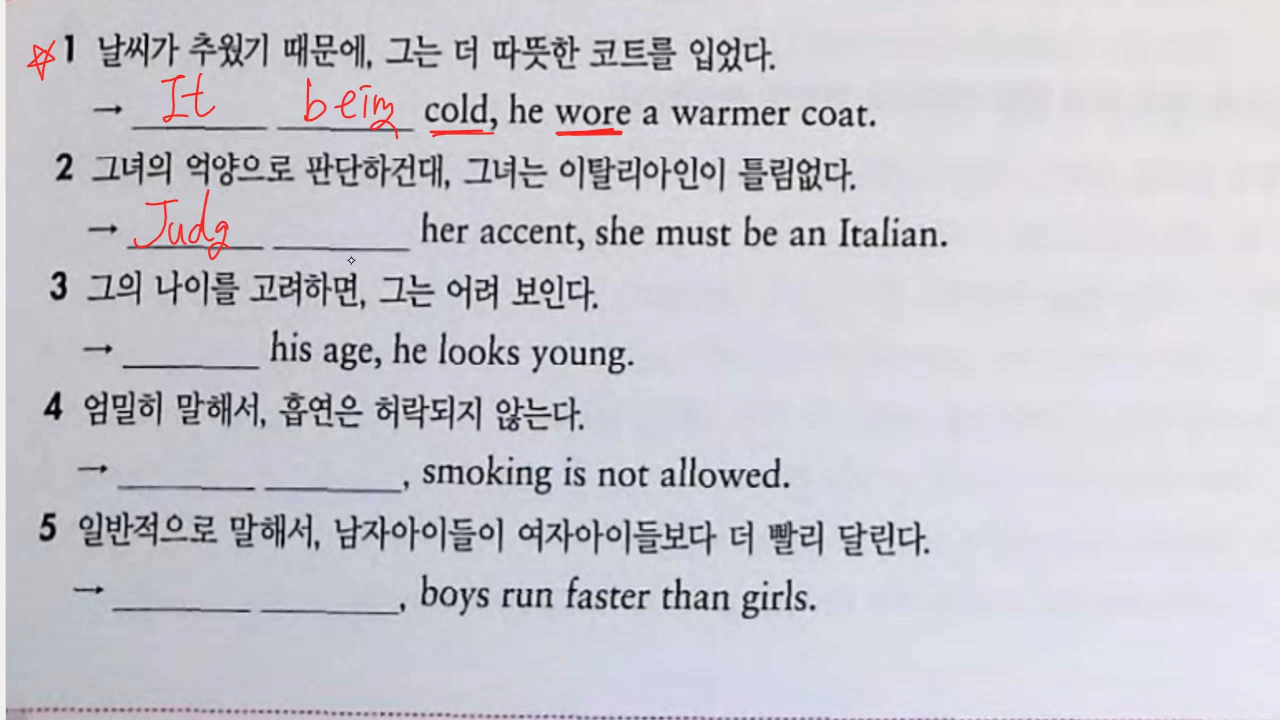 ☆ 1 날씨가 추웠기 때문에, 그는 더 따뜻한 코트를 입었다.
→ It being cold, he wore a warmer coat.
2 그녀의 억양으로 판단하건대, 그녀는 이탈리아인이 틀림없다.
→ Judg ______ her accent, she must be an Italian.
3 그의 나이를 고려하면, 그는 어려 보인다.
→ ______ his age, he looks young.
4 엄밀히 말해서, 흡연은 허락되지 않는다.
→ ______ ______, smoking is not allowed.
5 일반적으로 말해서, 남자아이들이 여자아이들보다 더 빨리 달린다.
→ ______ ______, boys run faster than girls.